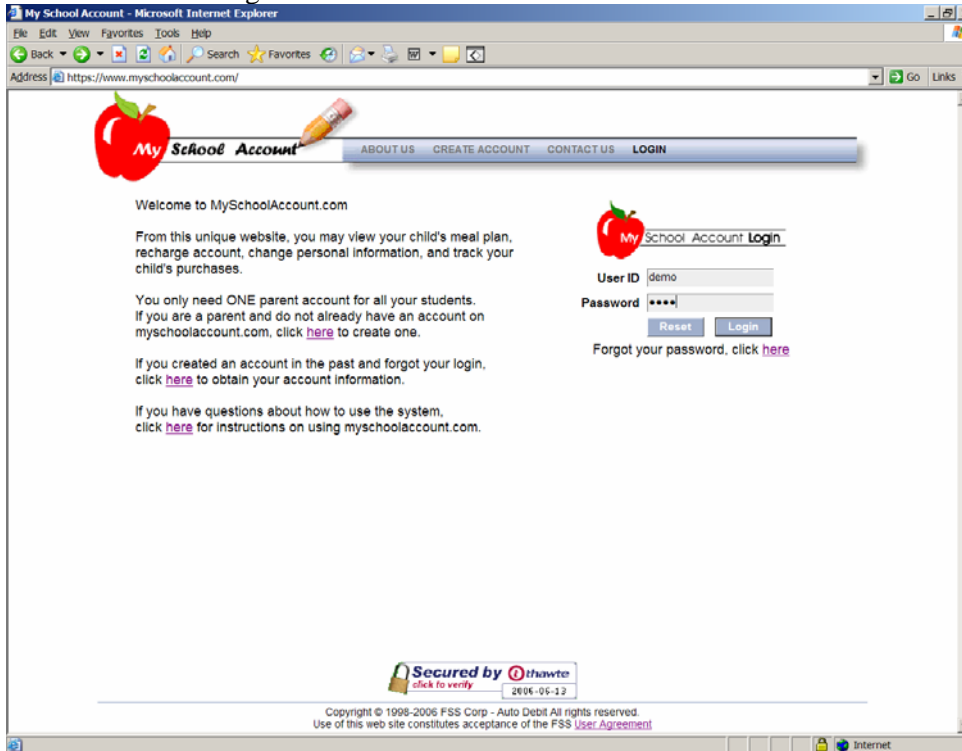 My School Account - Microsoft Internet Explorer
File Edit View Favorites Tools Help
Back Search Favorites
Address https://www.myschoolaccount.com/ Go Links
My School Account
ABOUT US CREATE ACCOUNT CONTACT US LOGIN
Welcome to MySchoolAccount.com
From this unique website, you may view your child's meal plan,
recharge account, change personal information, and track your
child's purchases.
You only need ONE parent account for all your students.
If you are a parent and do not already have an account on
myschoolaccount.com, click here to create one.
If you created an account in the past and forgot your login,
click here to obtain your account information.
If you have questions about how to use the system,
click here for instructions on using myschoolaccount.com.
My School Account Login
User ID demo
Password ••••
Reset Login
Forgot your password, click here
Secured by thawte
click to verify
2006-06-13
Copyright © 1998-2006 FSS Corp - Auto Debit All rights reserved.
Use of this web site constitutes acceptance of the FSS User Agreement
Internet